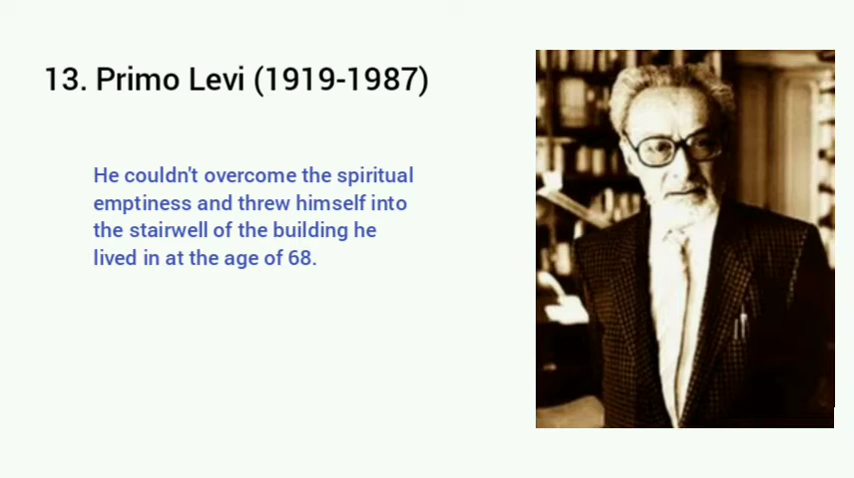 13. Primo Levi (1919-1987)
He couldn't overcome the spiritual
emptiness and threw himself into
the stairwell of the building he
lived in at the age of 68.